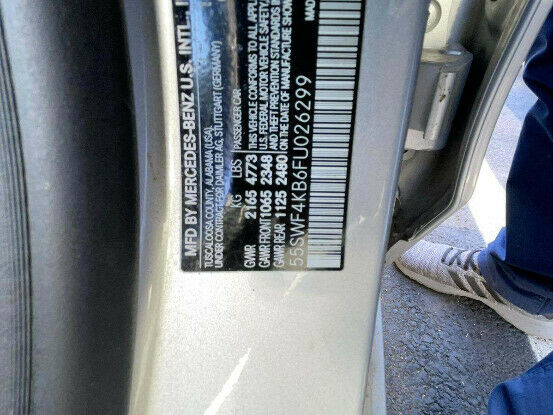 MFD BY MERCEDES-BENZ U.S. INTL., I
TUSCALOOSA COUNTY, ALABAMA (USA),
UNDER CONTRACT FOR DAIMLER AG, STUTTGART (GERMANY)
KG LBS PASSENGER CAR
GVWR 2165 4773 THIS VEHICLE CONFORMS TO ALL APPLI
GAWR FRONT 1065 2348 U.S. FEDERAL MOTOR VEHICLE SAFETY,
GAWR REAR 1125 2480 AND THEFT PREVENTION STANDARDS IN
ON THE DATE OF MANUFACTURE SHOW
55SWF4KB6FU026299 MAD